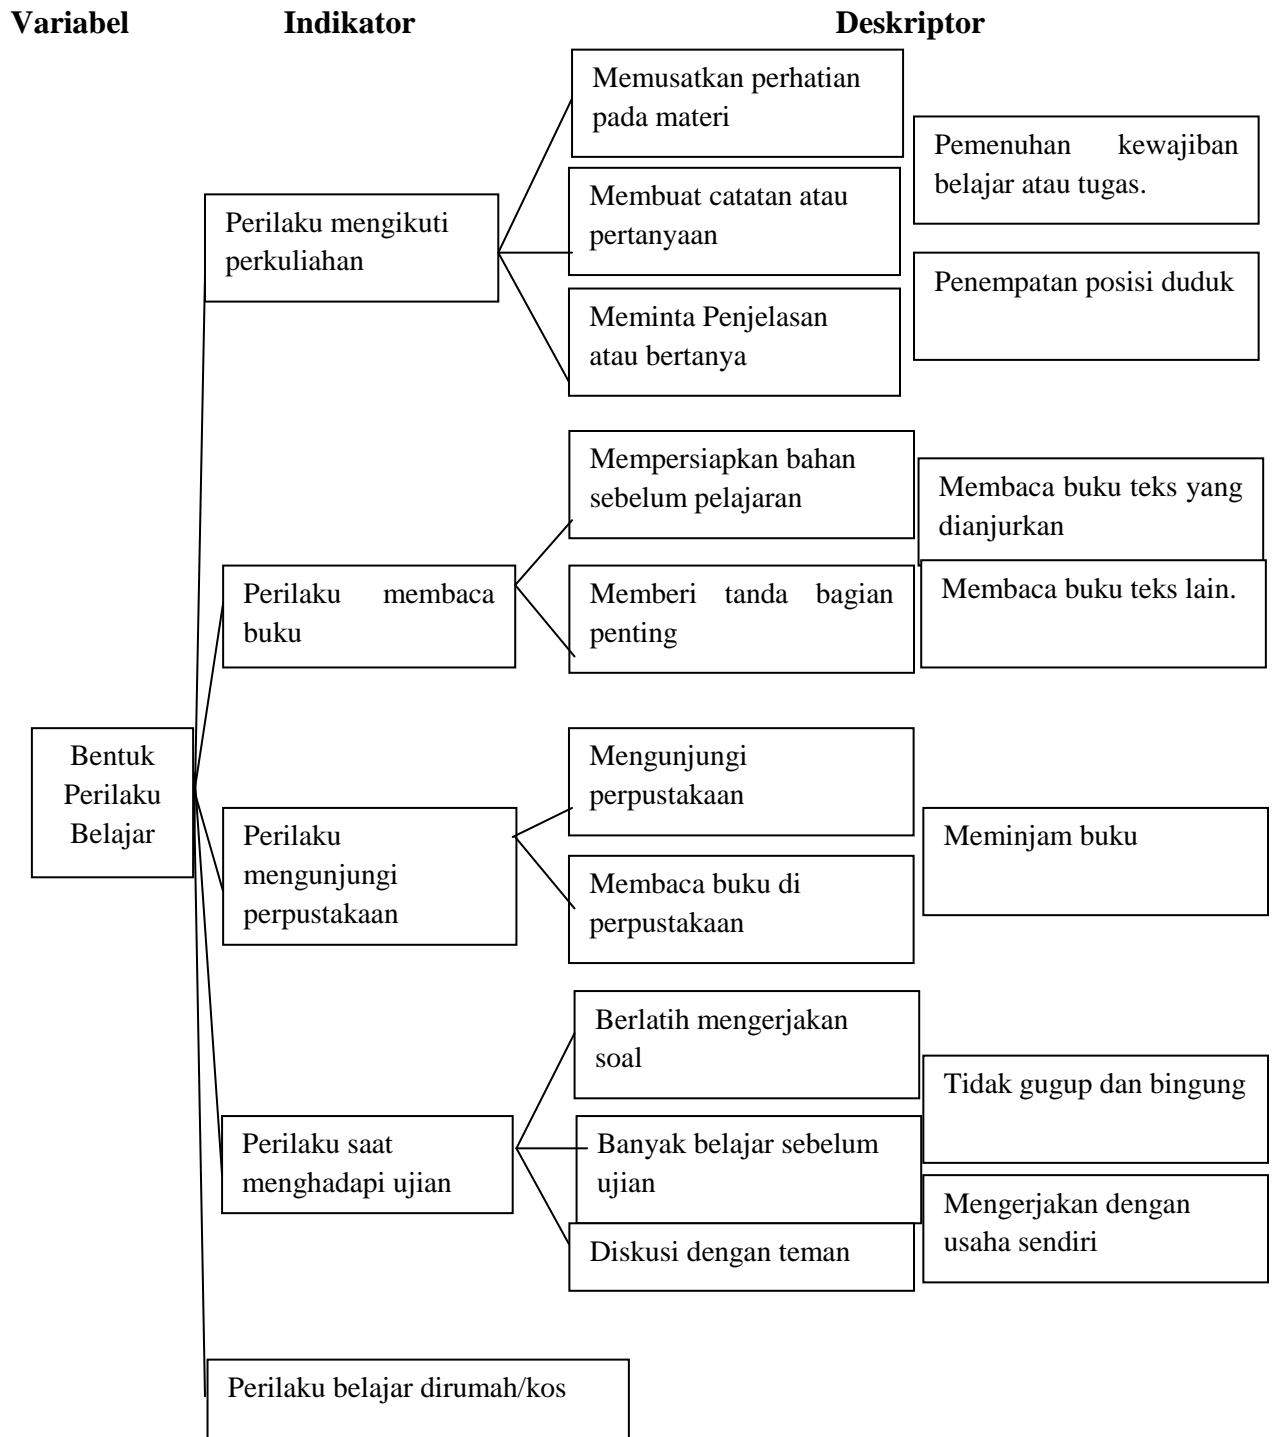 Variabel Indikator Deskriptor
Memusatkan perhatian
pada materi
Pemenuhan kewajiban
belajar atau tugas.
Membuat catatan atau
pertanyaan
Perilaku mengikuti
perkuliahan
Penempatan posisi duduk
Meminta Penjelasan
atau bertanya
Mempersiapkan bahan
sebelum pelajaran
Membaca buku teks yang
dianjurkan
Perilaku membaca
buku
Memberi tanda bagian
penting
Membaca buku teks lain.
Bentuk
Perilaku
Belajar
Mengunjungi
perpustakaan
Perilaku
mengunjungi
perpustakaan
Meminjam buku
Membaca buku di
perpustakaan
Berlatih mengerjakan
soal
Tidak gugup dan bingung
Perilaku saat
menghadapi ujian
Banyak belajar sebelum
ujian
Mengerjakan dengan
usaha sendiri
Diskusi dengan teman
Perilaku belajar dirumah/kos